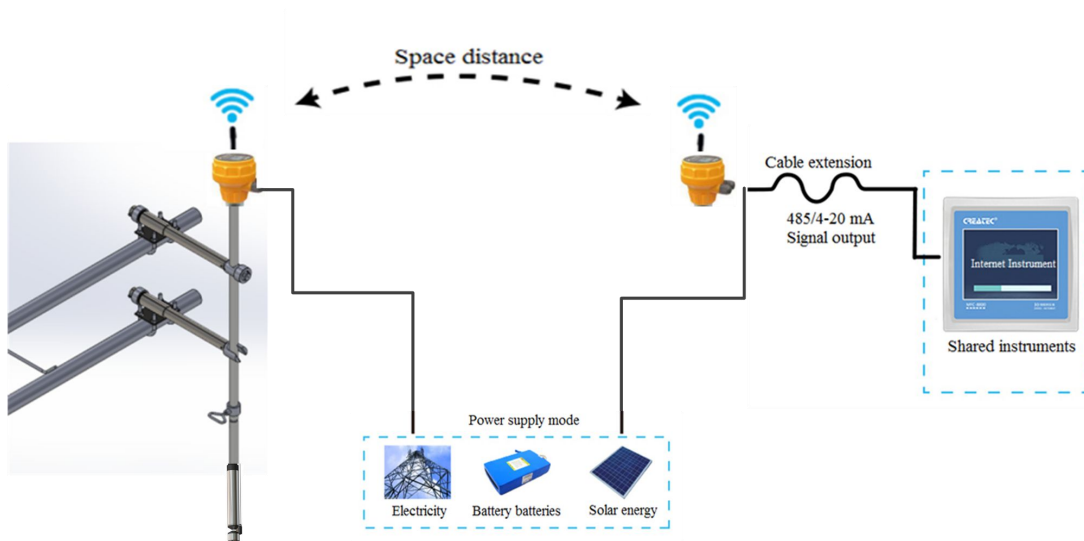 Space distance
Cable extension
485/4-20 mA
Signal output
CREATEC
Internet Instrument
Shared instruments
Power supply mode
Electricity
Battery batteries
Solar energy